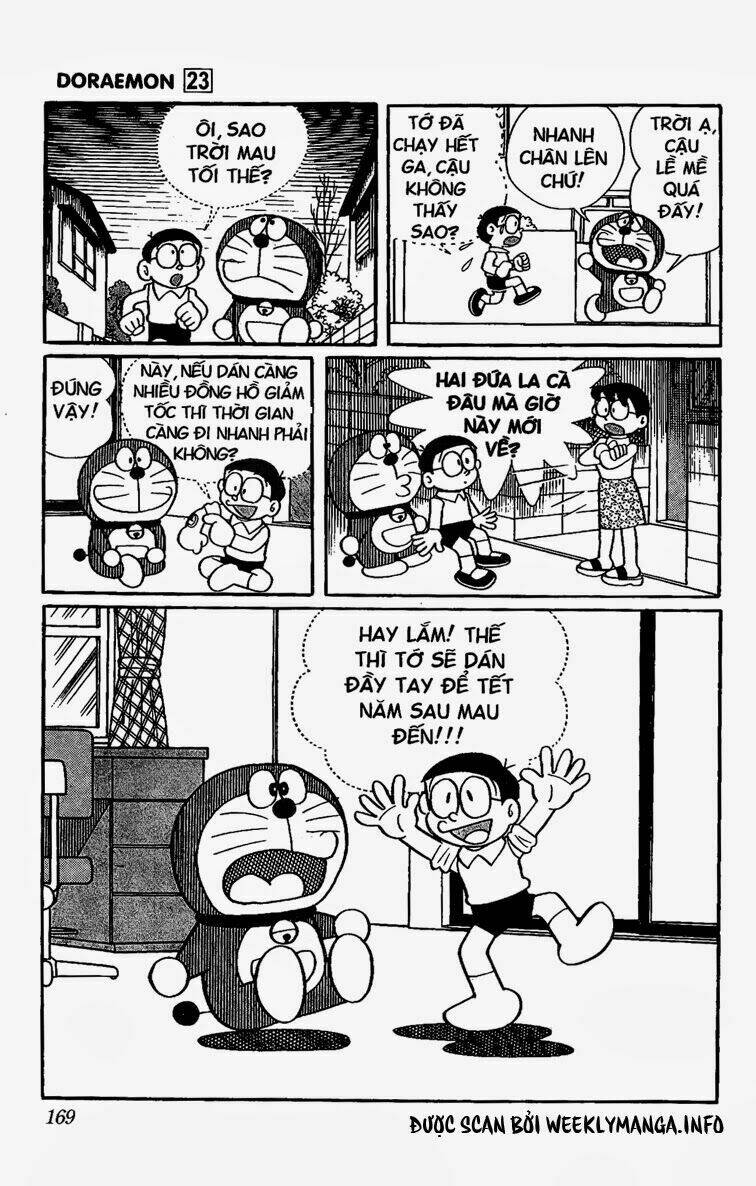 DORAEMON 23
ÔI, SAO
TRỜI MAU
TỐI THẾ?
TỚ ĐÃ
CHẠY HẾT
GA, CẬU
KHÔNG
THẤY
SAO?
NHANH
CHÂN LÊN
CHỨ!
TRỜI Ạ,
CẬU
LỀ MỀ
QUÁ
ĐẤY!
ĐÚNG
VẬY!
NÀY, NẾU DÁN CÀNG
NHIỀU ĐỒNG HỒ GIẢM
TỐC THÌ THỜI GIAN
CÀNG ĐI NHANH PHẢI
KHÔNG?
HAI ĐỨA LA CÀ
ĐÂU MÀ GIỜ
NÀY MỚI
VỀ?
HAY LẮM! THẾ
THÌ TỚ SẼ DÁN
ĐẦY TAY ĐỂ TẾT
NĂM SAU MAU
ĐẾN!!!
169
ĐƯỢC SCAN BỞI WEEKLYMANGA.INFO